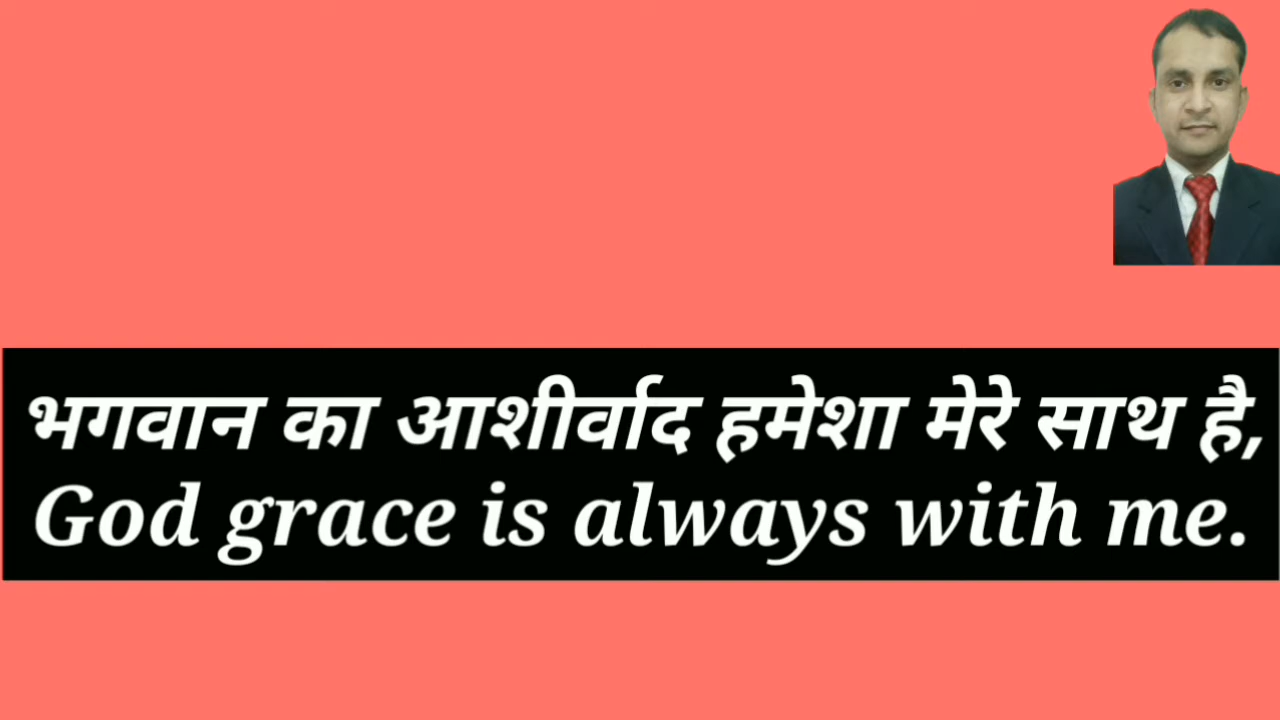 भगवान का आशीर्वाद हमेशा मेरे साथ है,
God grace is always with me.